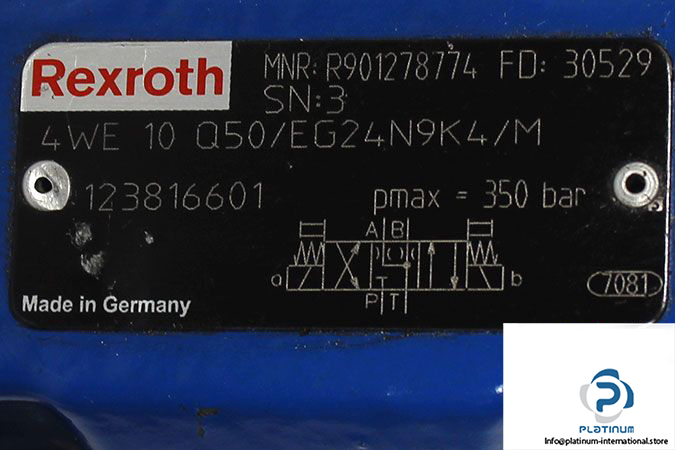 Rexroth
MNR: R901278774 FD: 30529
SN:3
4WE 10 Q50/EG24N9K4/M
123816601
pmax = 350 bar
A B
a b
P T
7081
Made in Germany
P
PLATINUM
Info@platinum-international.store